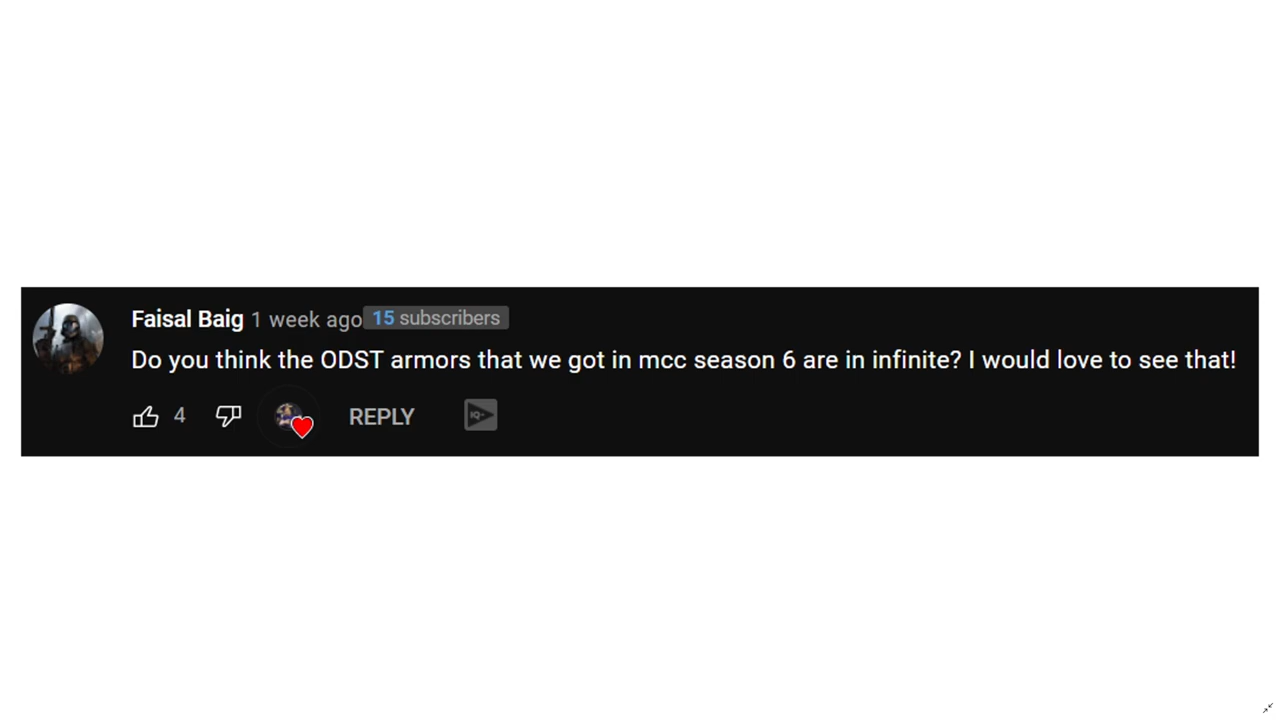 Faisal Baig 1 week ago 15 subscribers
Do you think the ODST armors that we got in mcc season 6 are in infinite? I would love to see that!
4 REPLY IQ